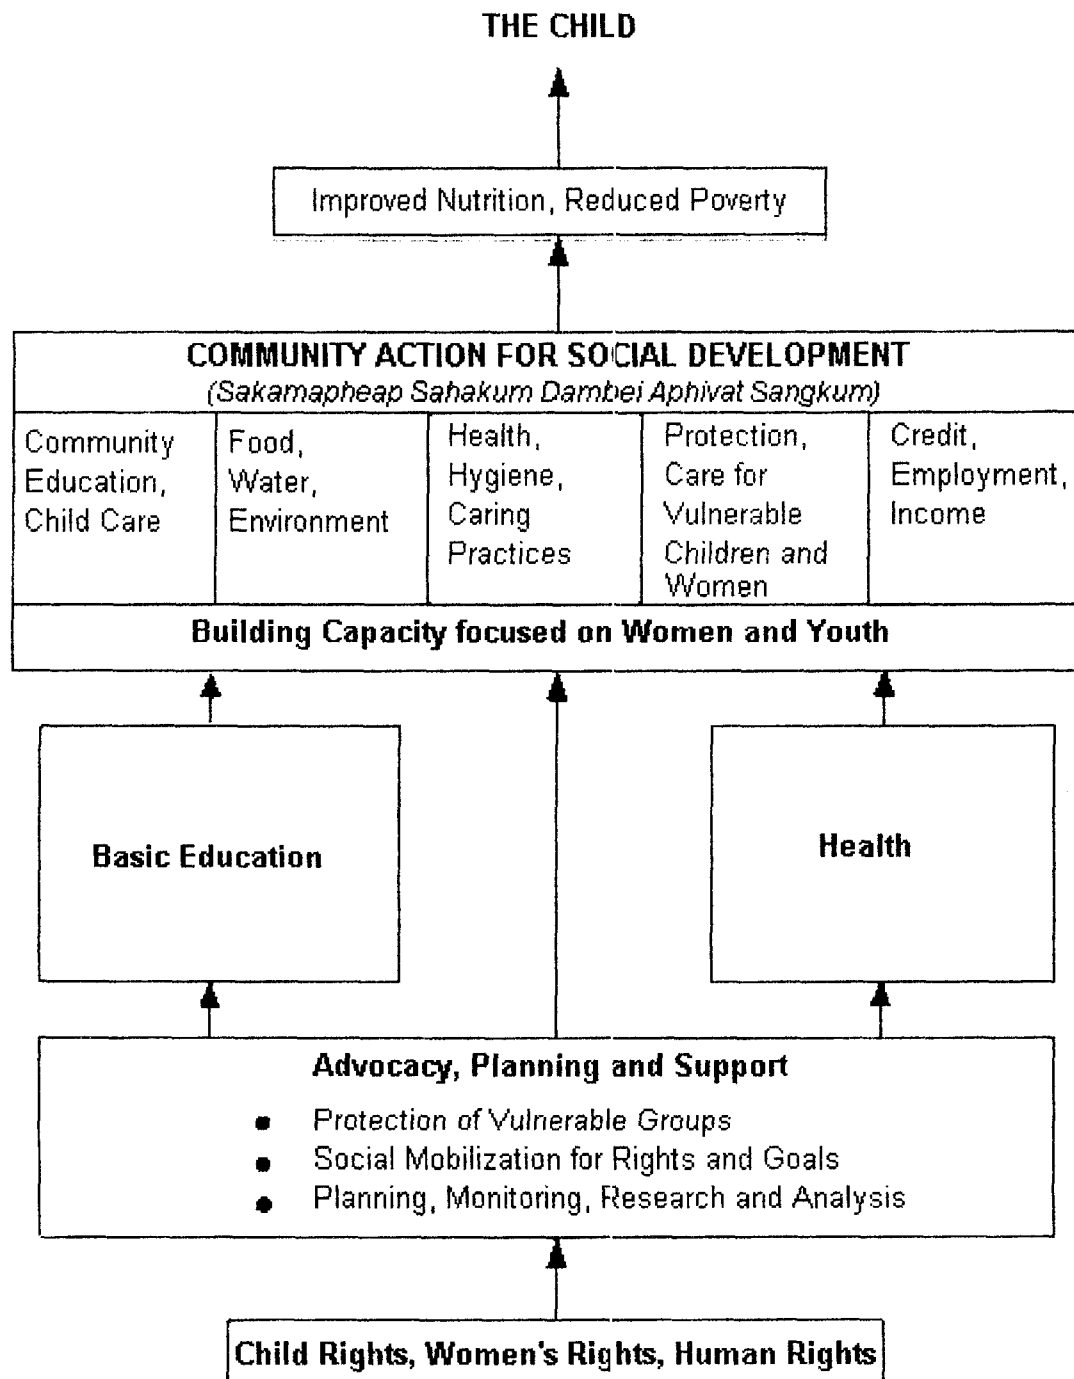 THE CHILD
Improved Nutrition, Reduced Poverty
COMMUNITY ACTION FOR SOCIAL DEVELOPMENT
(Sakamapheap Sahakum Dambei Aphivat Sangkum)
Community
Education,
Child Care
Food,
Water,
Environment
Health,
Hygiene,
Caring
Practices
Protection,
Care for
Vulnerable
Children and
Women
Credit,
Employment,
Income
Building Capacity focused on Women and Youth
Basic Education
Health
Advocacy, Planning and Support
• Protection of Vulnerable Groups
• Social Mobilization for Rights and Goals
• Planning, Monitoring, Research and Analysis
Child Rights, Women's Rights, Human Rights